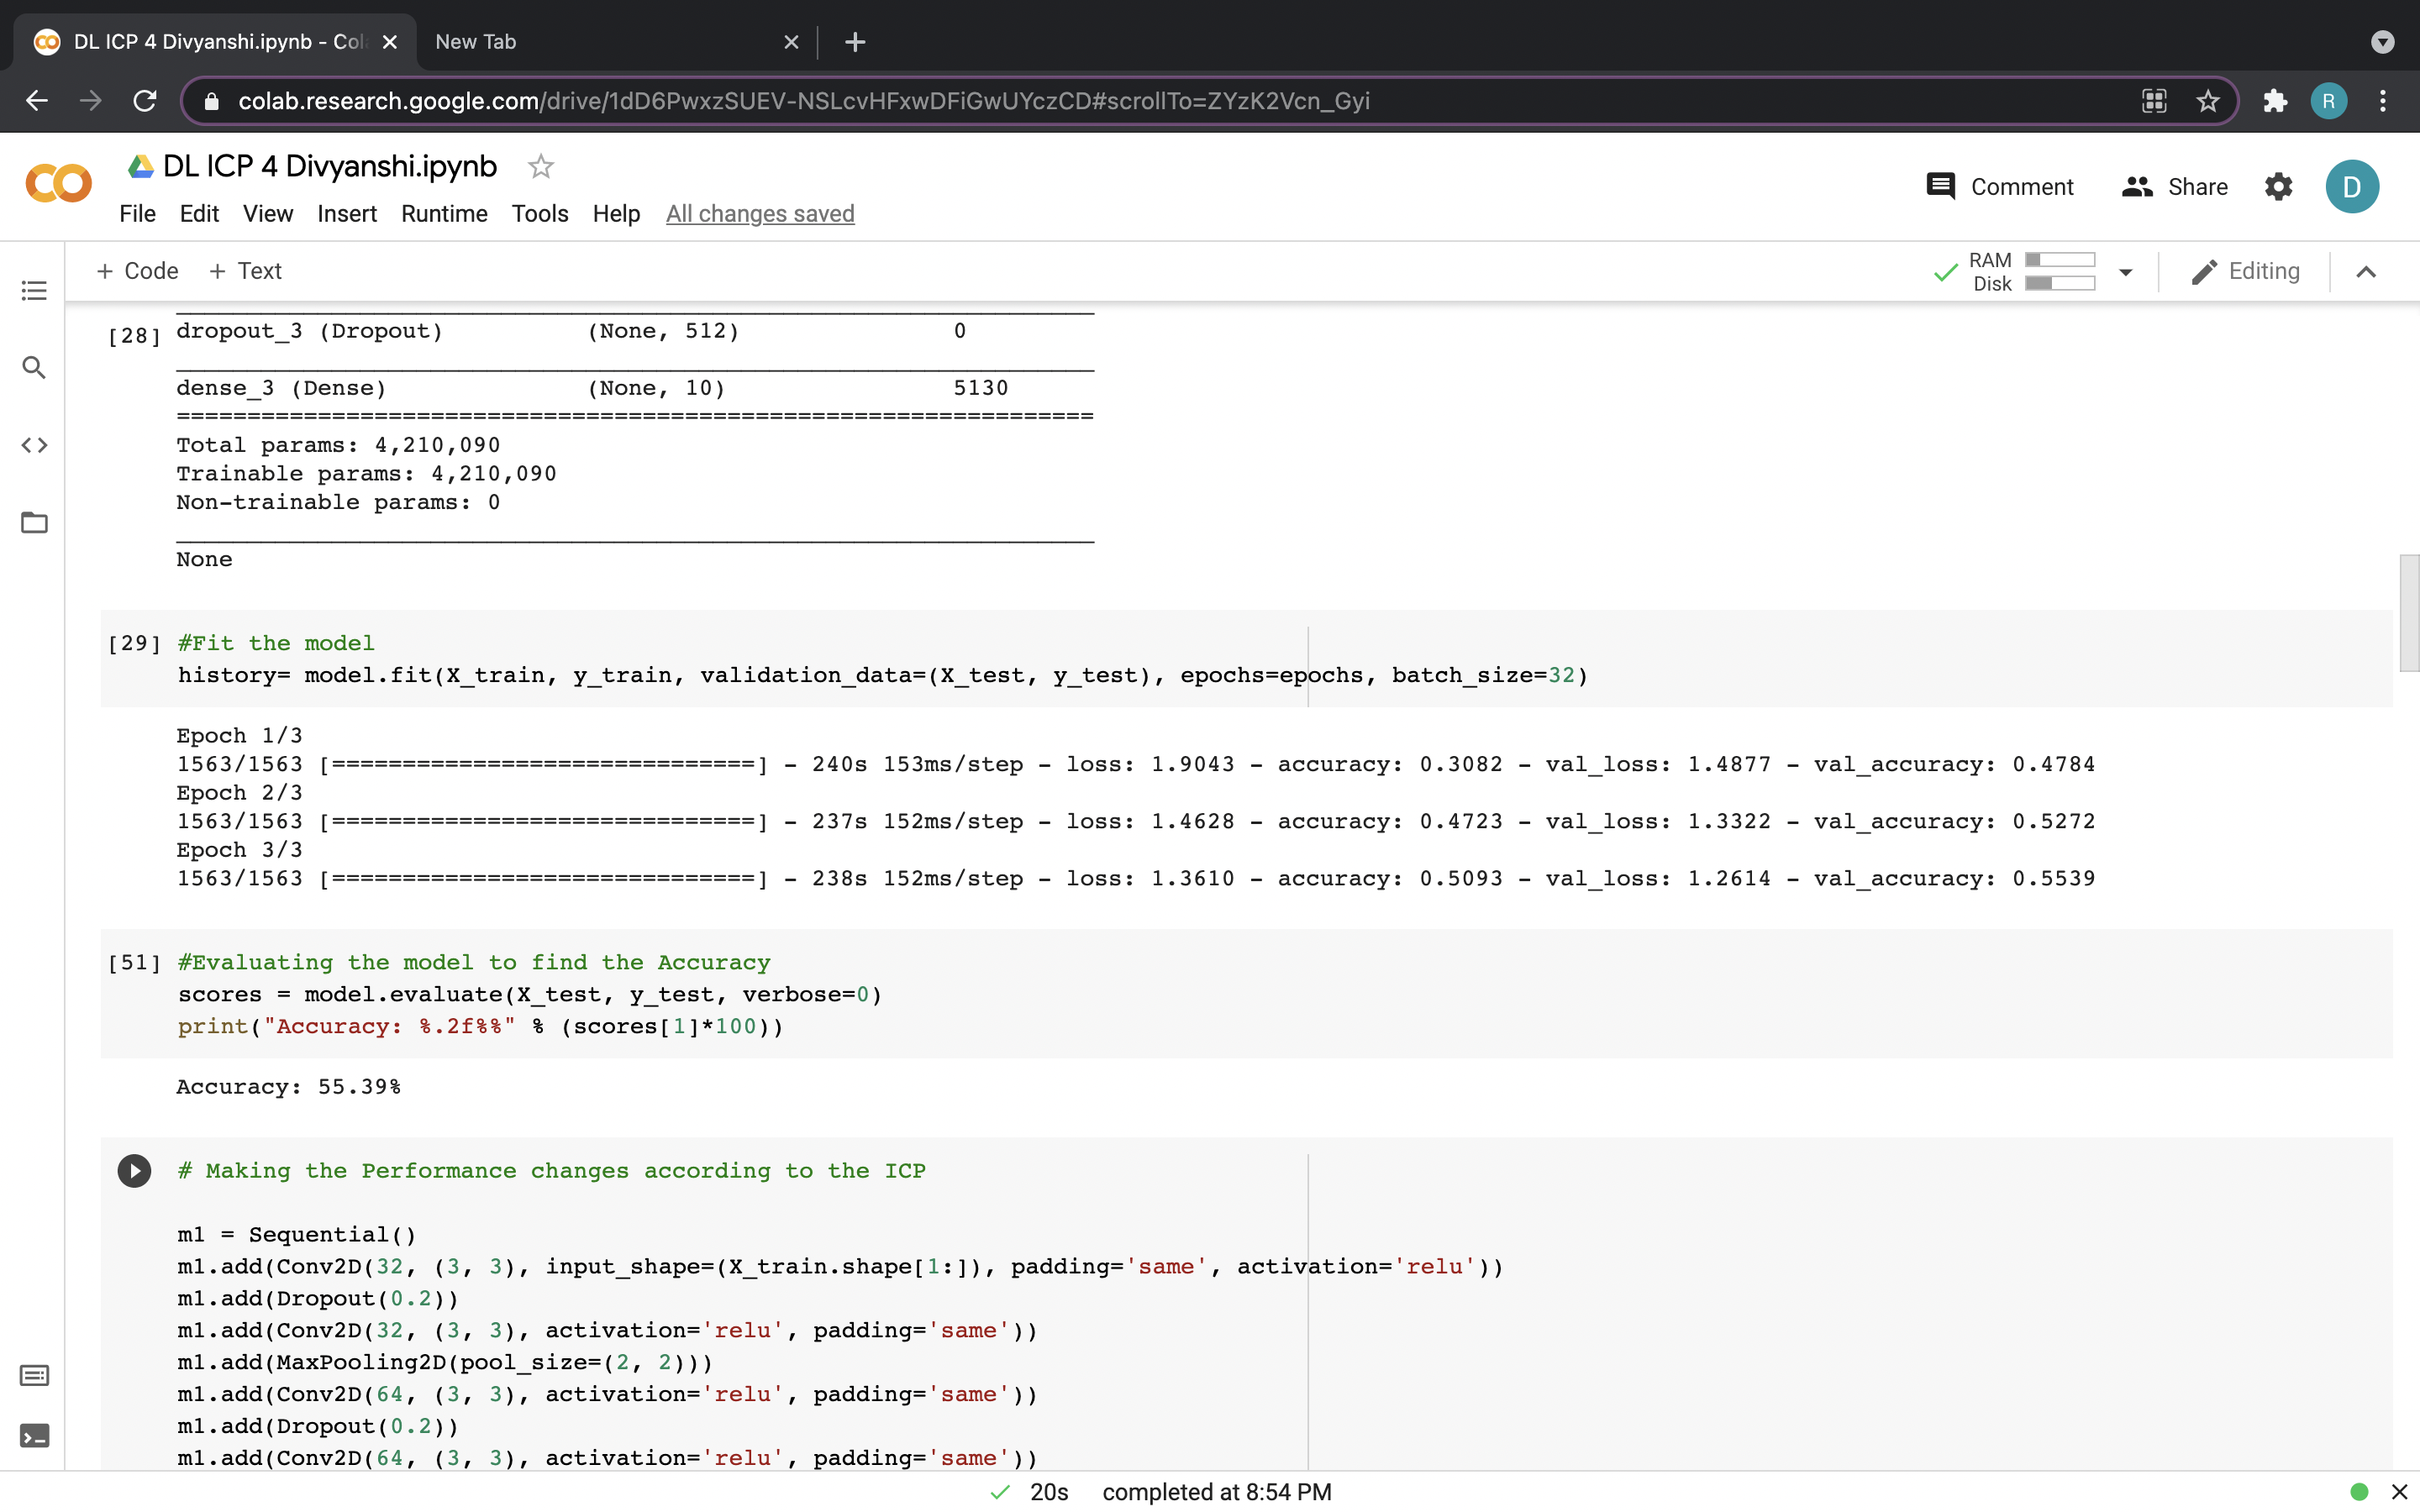 DL ICP 4 Divyanshi.ipynb - Col
New Tab
colab.research.google.com/drive/1dD6PwxzSUEV-NSLcvHFxwDFiGwUYczCD#scrollTo=ZYzK2Vcn_Gyi
R
DL ICP 4 Divyanshi.ipynb
Comment
Share
D
File Edit View Insert Runtime Tools Help All changes saved
+ Code + Text
RAM
Disk
Editing
[28] dropout_3 (Dropout) (None, 512) 0
dense_3 (Dense) (None, 10) 5130
=================================================================
Total params: 4,210,090
Trainable params: 4,210,090
Non-trainable params: 0
None
[29] #Fit the model
history= model.fit(X_train, y_train, validation_data=(X_test, y_test), epochs=epochs, batch_size=32)
Epoch 1/3
1563/1563 [==============================] - 240s 153ms/step - loss: 1.9043 - accuracy: 0.3082 - val_loss: 1.4877 - val_accuracy: 0.4784
Epoch 2/3
1563/1563 [==============================] - 237s 152ms/step - loss: 1.4628 - accuracy: 0.4723 - val_loss: 1.3322 - val_accuracy: 0.5272
Epoch 3/3
1563/1563 [==============================] - 238s 152ms/step - loss: 1.3610 - accuracy: 0.5093 - val_loss: 1.2614 - val_accuracy: 0.5539
[51] #Evaluating the model to find the Accuracy
scores = model.evaluate(X_test, y_test, verbose=0)
print("Accuracy: %.2f%%" % (scores[1]*100))
Accuracy: 55.39%
# Making the Performance changes according to the ICP
m1 = Sequential()
m1.add(Conv2D(32, (3, 3), input_shape=(X_train.shape[1:]), padding='same', activation='relu'))
m1.add(Dropout(0.2))
m1.add(Conv2D(32, (3, 3), activation='relu', padding='same'))
m1.add(MaxPooling2D(pool_size=(2, 2)))
m1.add(Conv2D(64, (3, 3), activation='relu', padding='same'))
m1.add(Dropout(0.2))
m1.add(Conv2D(64, (3, 3), activation='relu', padding='same'))
20s completed at 8:54 PM